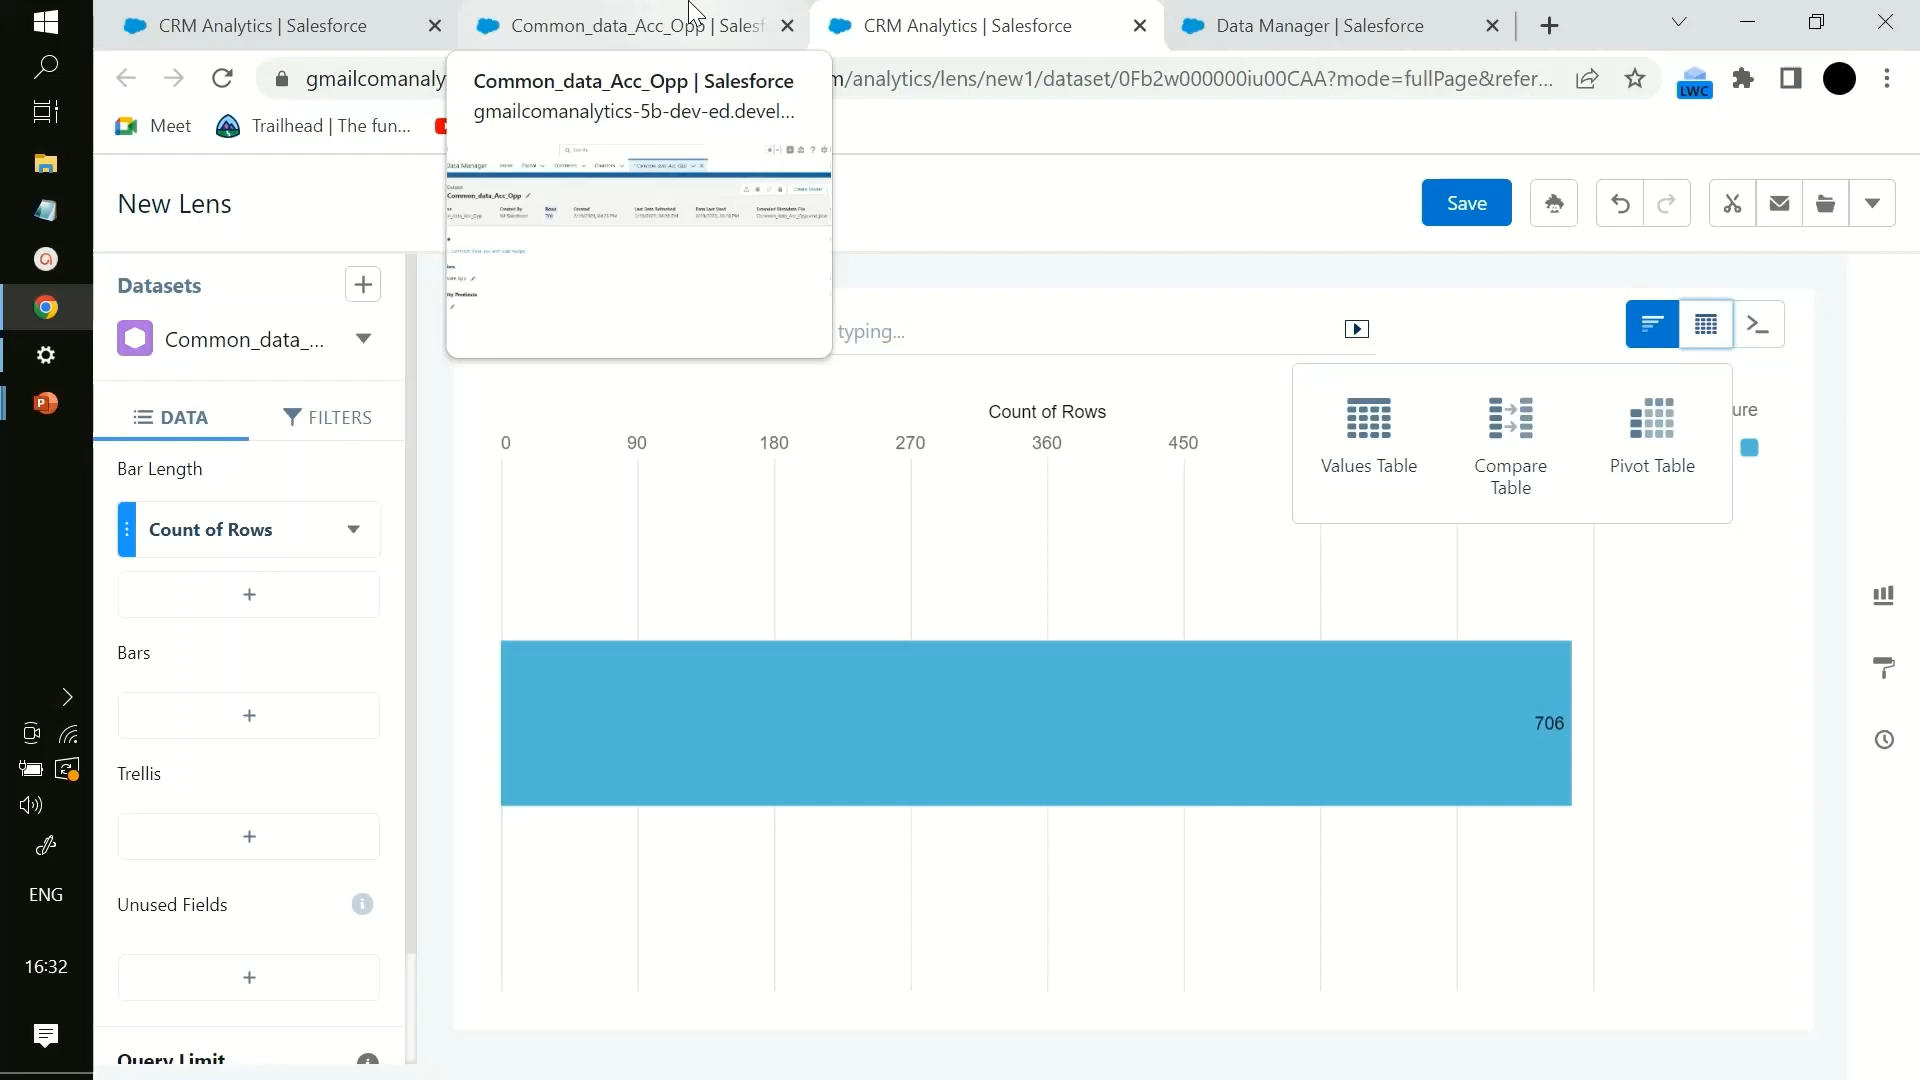 CRM Analytics | Salesforce
Common_data_Acc_Opp | Salesf
CRM Analytics | Salesforce
Data Manager | Salesforce
gmailcomanaly
m/analytics/lens/new1/dataset/0Fb2w000000iu00CAA?mode=fullPage&refer...
LWC
Common_data_Acc_Opp | Salesforce
gmailcomanalytics-5b-dev-ed.devel...
Meet
Trailhead | The fun...
Data Manager
Common_data_Acc_Opp
New Lens
Save
Datasets
Common_data_...
typing...
DATA
FILTERS
Count of Rows
ure
0
90
180
270
360
450
Values Table
Compare
Table
Pivot Table
Bar Length
Count of Rows
Bars
706
Trellis
Unused Fields
Query Limit
ENG
16:32